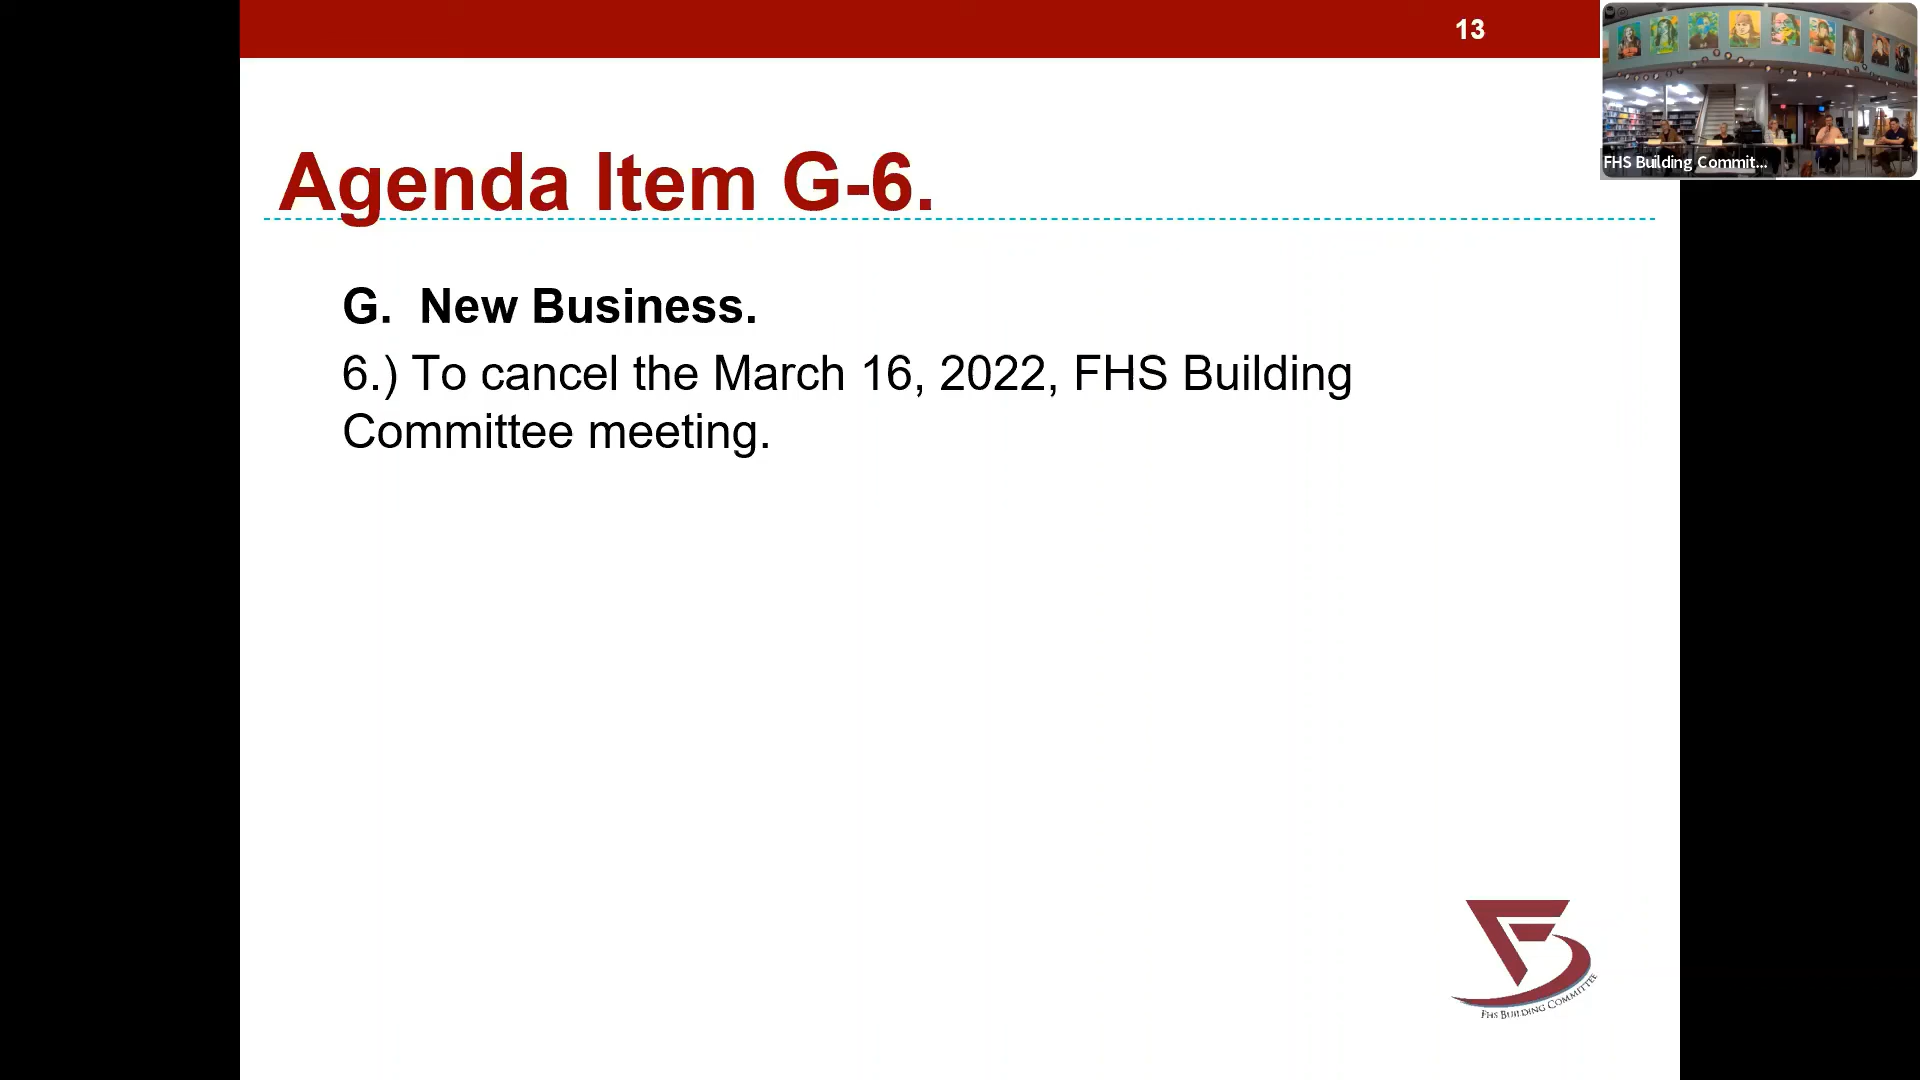 13
FHS Building Commit...
Agenda Item G-6.
G. New Business.
6.) To cancel the March 16, 2022, FHS Building
Committee meeting.
FHS BUILDING COMMITTEE